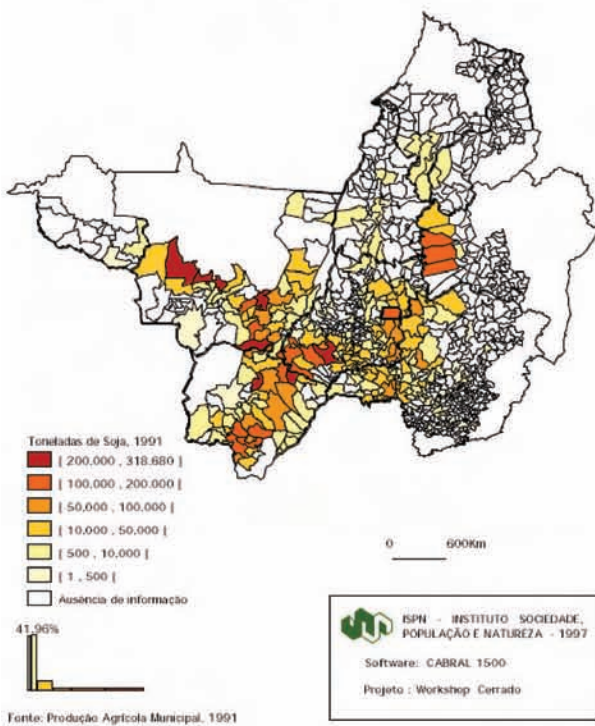 Toneladas de Soja, 1991
[ 200.000 , 318.680 [
[ 100.000 , 200.000 [
[ 50,000 , 100,000 [
[ 10,000 , 50,000 [
[ 500 , 10,000 [
[ 1 , 500 [
Ausência de informação
0 600Km
41,96%
ISPN - INSTITUTO SOCIEDADE,
POPULAÇÃO E NATUREZA - 1997
Software: CABRAL 1500
Projeto : Workshop Cerrado
Fonte: Produção Agrícola Municipal, 1991